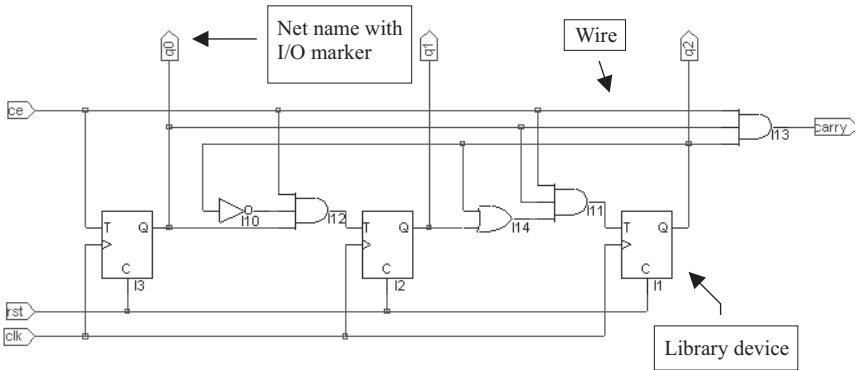 q0
Net name with
I/O marker
q1
Wire
q2
ce
I13
carry
I10
I12
I14
I11
T Q
C
I3
T Q
C
I2
T Q
C
I1
rst
clk
Library device